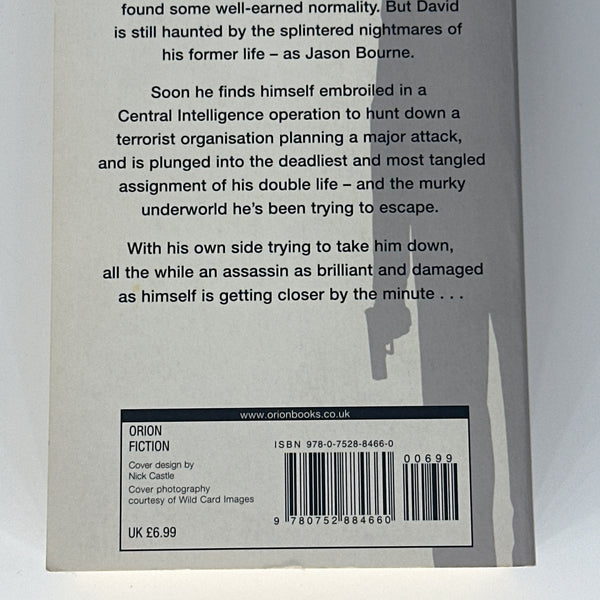 found some well-earned normality. But David
is still haunted by the splintered nightmares of
his former life – as Jason Bourne.
Soon he finds himself embroiled in a
Central Intelligence operation to hunt down a
terrorist organisation planning a major attack,
and is plunged into the deadliest and most tangled
assignment of his double life – and the murky
underworld he's been trying to escape.
With his own side trying to take him down,
all the while an assassin as brilliant and damaged
as himself is getting closer by the minute . . .
www.orionbooks.co.uk
ORION
FICTION
Cover design by
Nick Castle
Cover photography
courtesy of Wild Card Images
UK £6.99
ISBN 978-0-7528-8466-0
00699
9 780752 884660